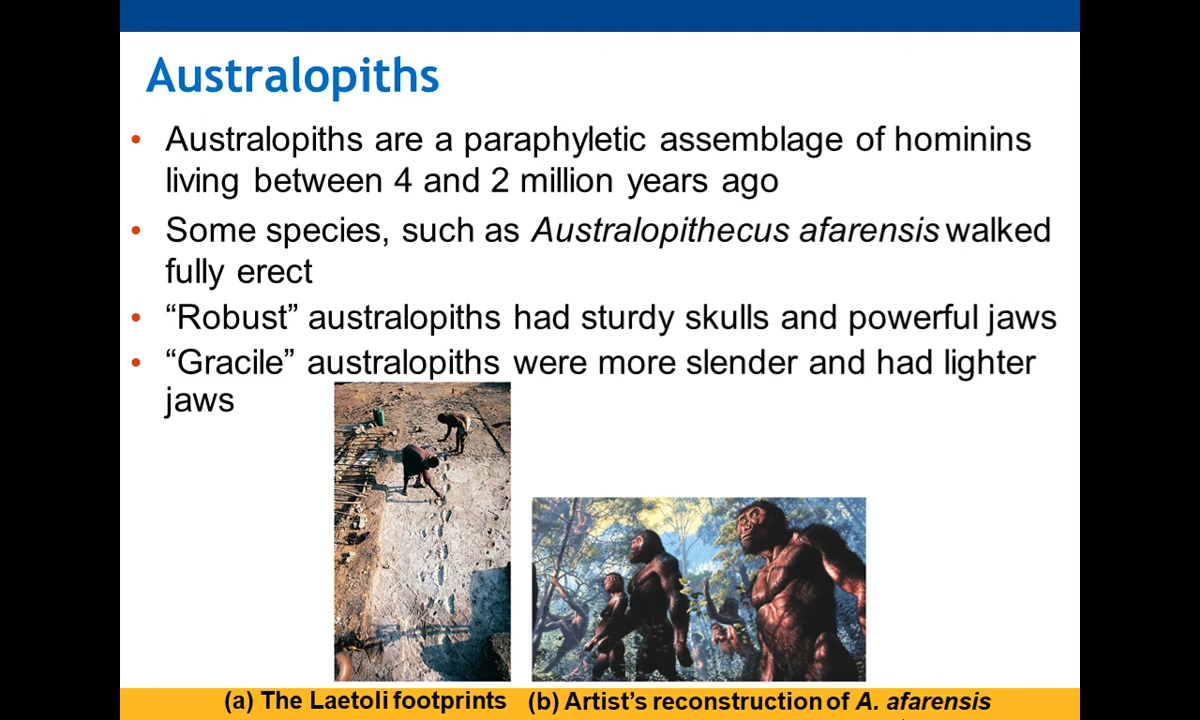 Australopiths
• Australopiths are a paraphyletic assemblage of hominins
living between 4 and 2 million years ago
• Some species, such as Australopithecus afarensis walked
fully erect
• “Robust” australopiths had sturdy skulls and powerful jaws
• “Gracile” australopiths were more slender and had lighter
jaws
(a) The Laetoli footprints (b) Artist’s reconstruction of A. afarensis